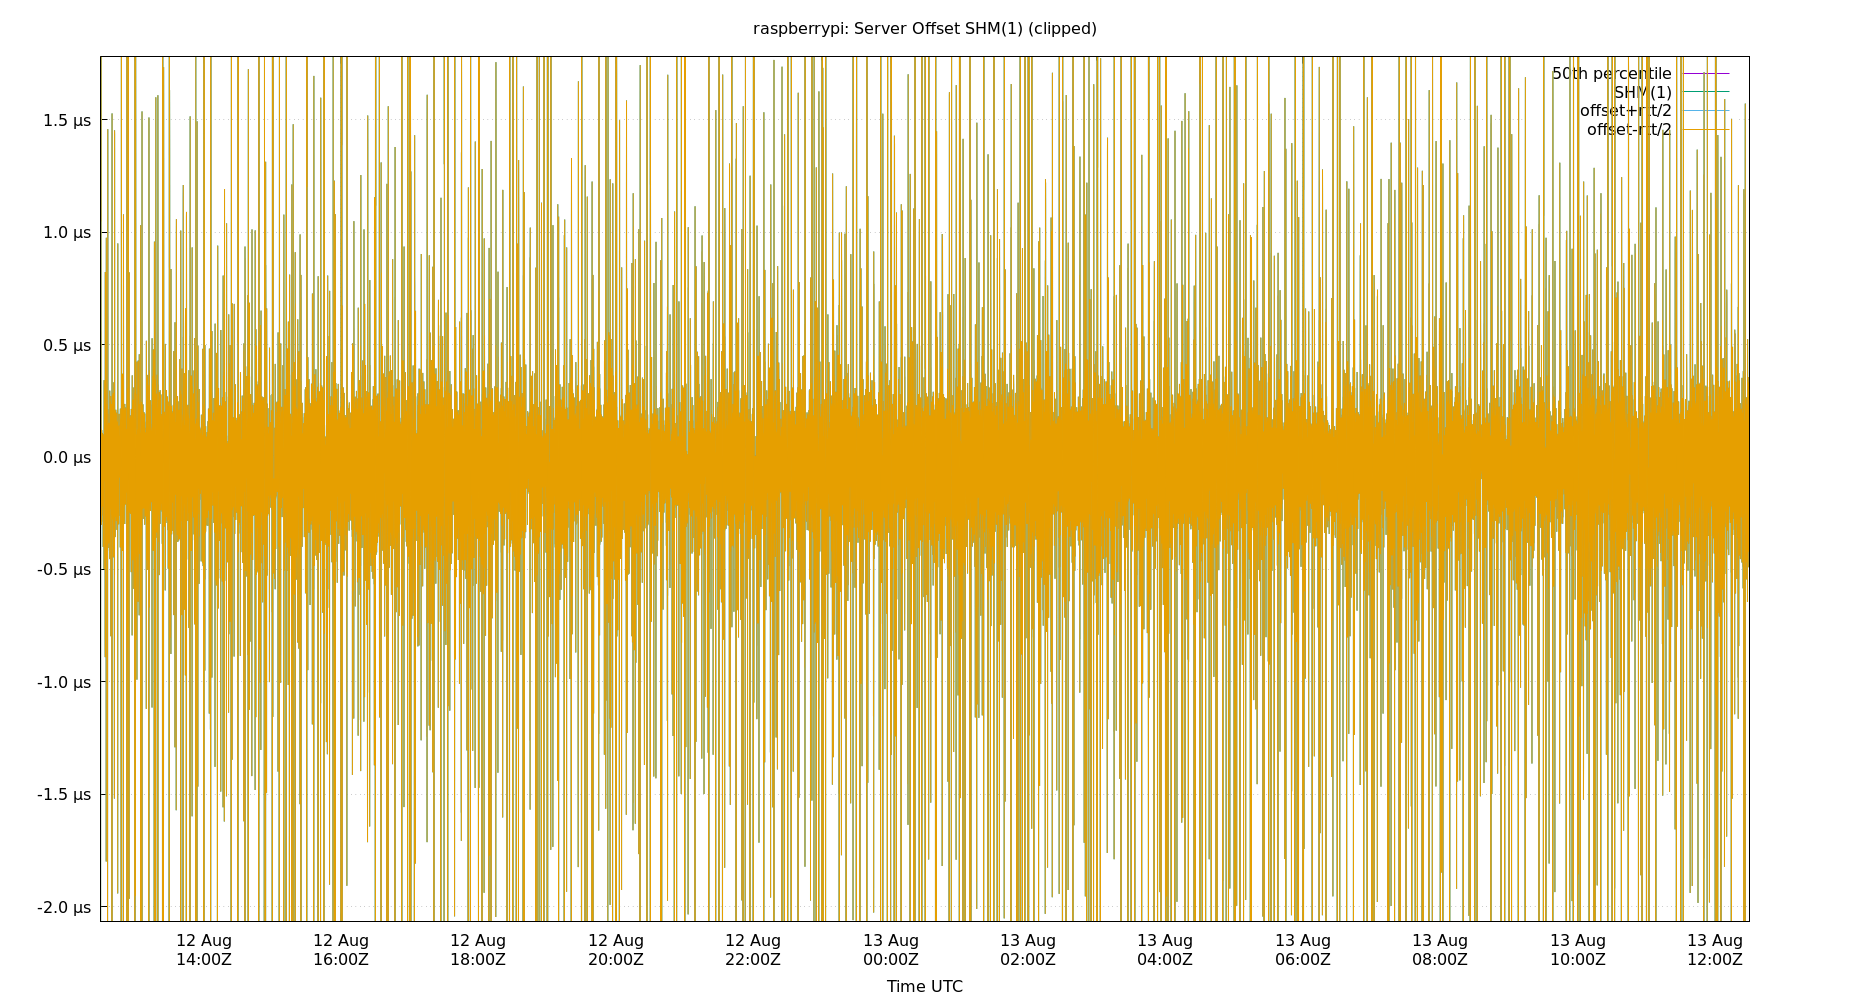 raspberrypi: Server Offset SHM(1) (clipped)
50th percentile
SHM(1)
offset+rtt/2
offset-rtt/2
1.5 µs
1.0 µs
0.5 µs
0.0 µs
-0.5 µs
-1.0 µs
-1.5 µs
-2.0 µs
12 Aug 12 Aug 12 Aug 12 Aug 12 Aug 13 Aug 13 Aug 13 Aug 13 Aug 13 Aug 13 Aug 13 Aug
14:00Z 16:00Z 18:00Z 20:00Z 22:00Z 00:00Z 02:00Z 04:00Z 06:00Z 08:00Z 10:00Z 12:00Z
Time UTC